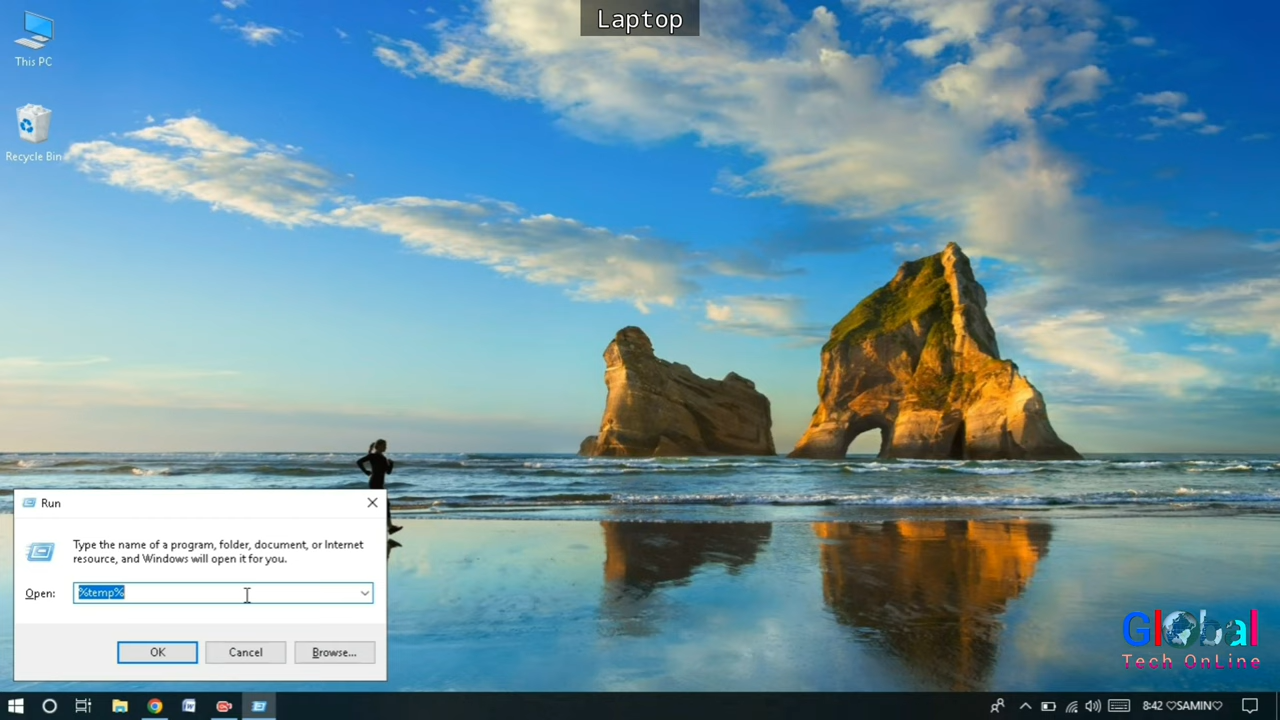 Laptop
This PC
Recycle Bin
Run
Type the name of a program, folder, document, or Internet
resource, and Windows will open it for you.
Open:
%temp%
OK
Cancel
Browse...
Global
Tech OnLine
8:42 ♡SAMIN♡